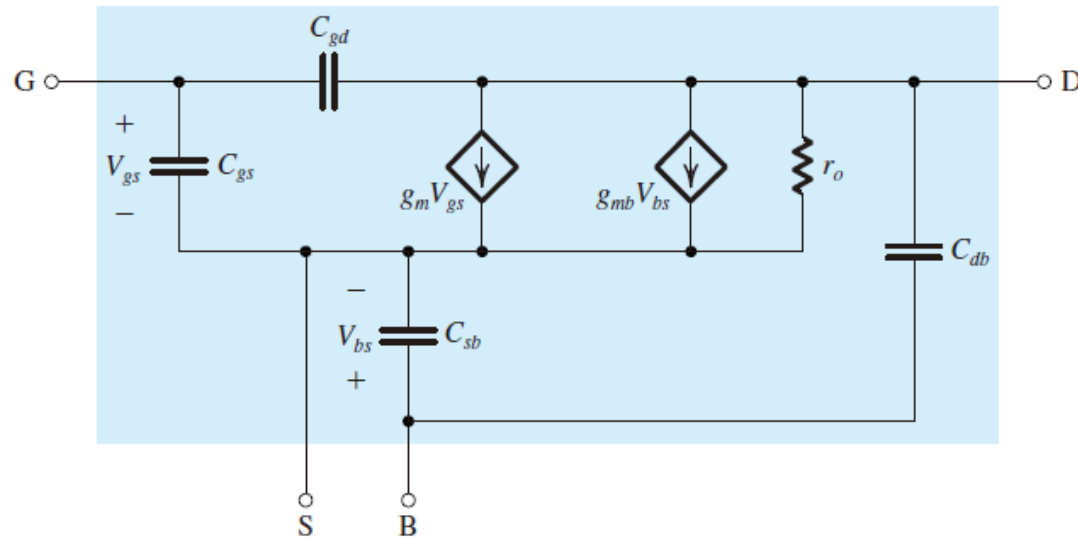 C_gd
G
D
+
V_gs
C_gs
−
g_mV_gs
g_mbV_bs
r_o
C_db
−
V_bs
C_sb
+
S
B